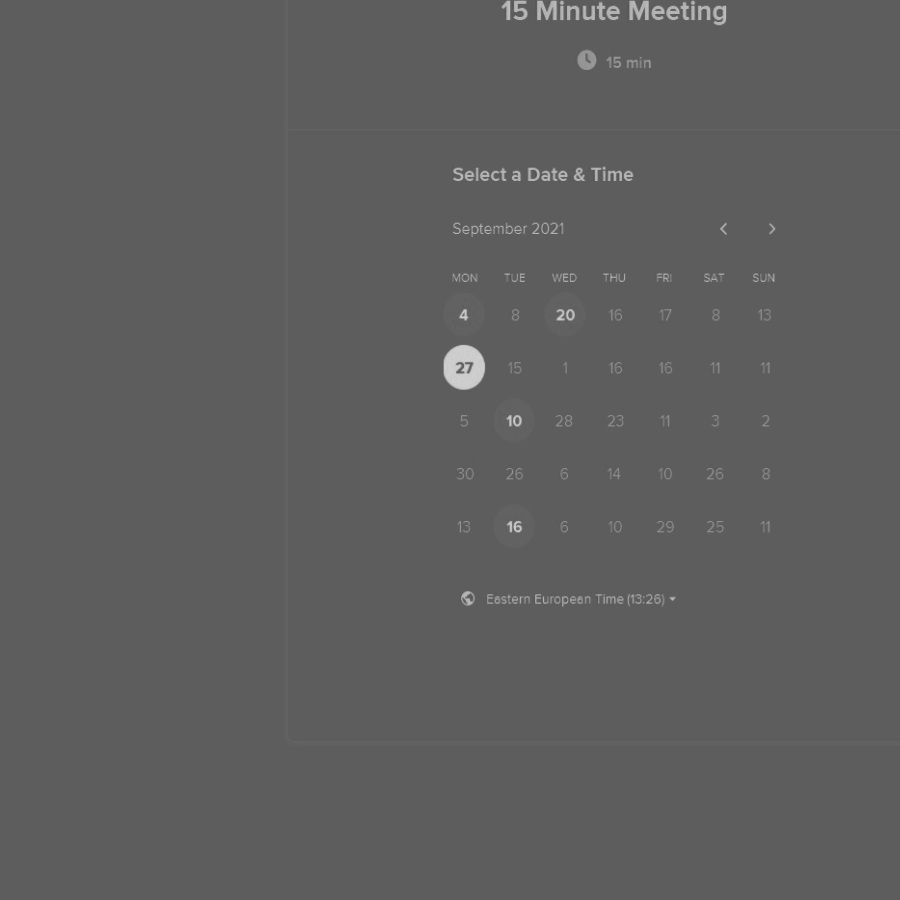 15 Minute Meeting
15 min
Select a Date & Time
September 2021
MON TUE WED THU FRI SAT SUN
4 8 20 16 17 8 13
27 15 1 16 16 11 11
5 10 28 23 11 3 2
30 26 6 14 10 26 8
13 16 6 10 29 25 11
Eastern European Time (13:26)